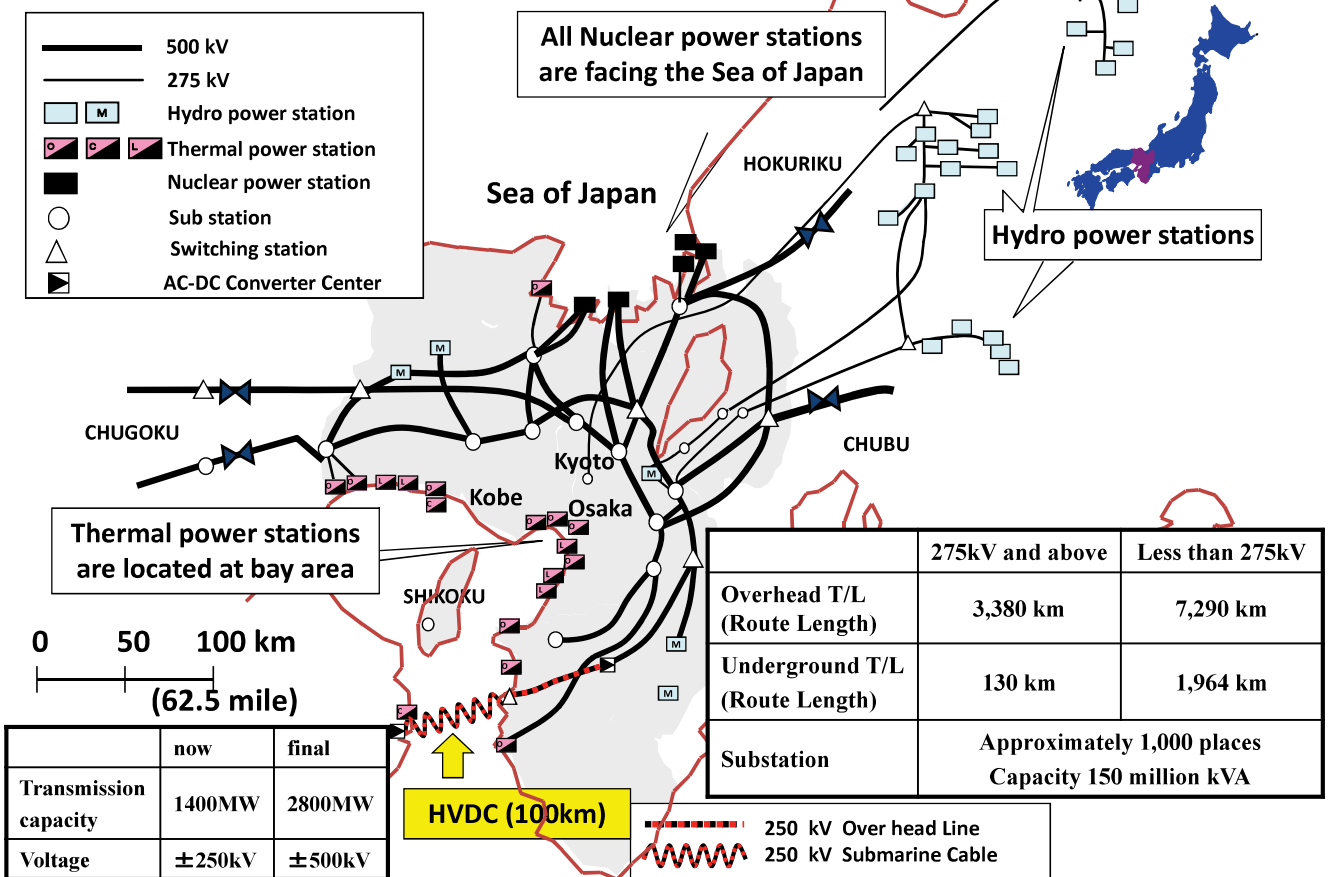 500 kV
275 kV
M
Hydro power station
O C L
Thermal power station
Nuclear power station
Sub station
Switching station
AC-DC Converter Center
All Nuclear power stations
are facing the Sea of Japan
Sea of Japan
HOKURIKU
Hydro power stations
O
M
M
CHUGOKU
CHUBU
Kyoto
M
O O L L O
C
Kobe
Osaka
O O O
L
O
L
L
Thermal power stations
are located at bay area
SHIKOKU
O
M
O
M
C
O
0 50 100 km
(62.5 mile)
now final
Transmission
capacity
1400MW 2800MW
Voltage ±250kV ±500kV
HVDC (100km)
275kV and above Less than 275kV
Overhead T/L
(Route Length)
3,380 km 7,290 km
Underground T/L
(Route Length)
130 km 1,964 km
Substation
Approximately 1,000 places
Capacity 150 million kVA
250 kV Over head Line
250 kV Submarine Cable